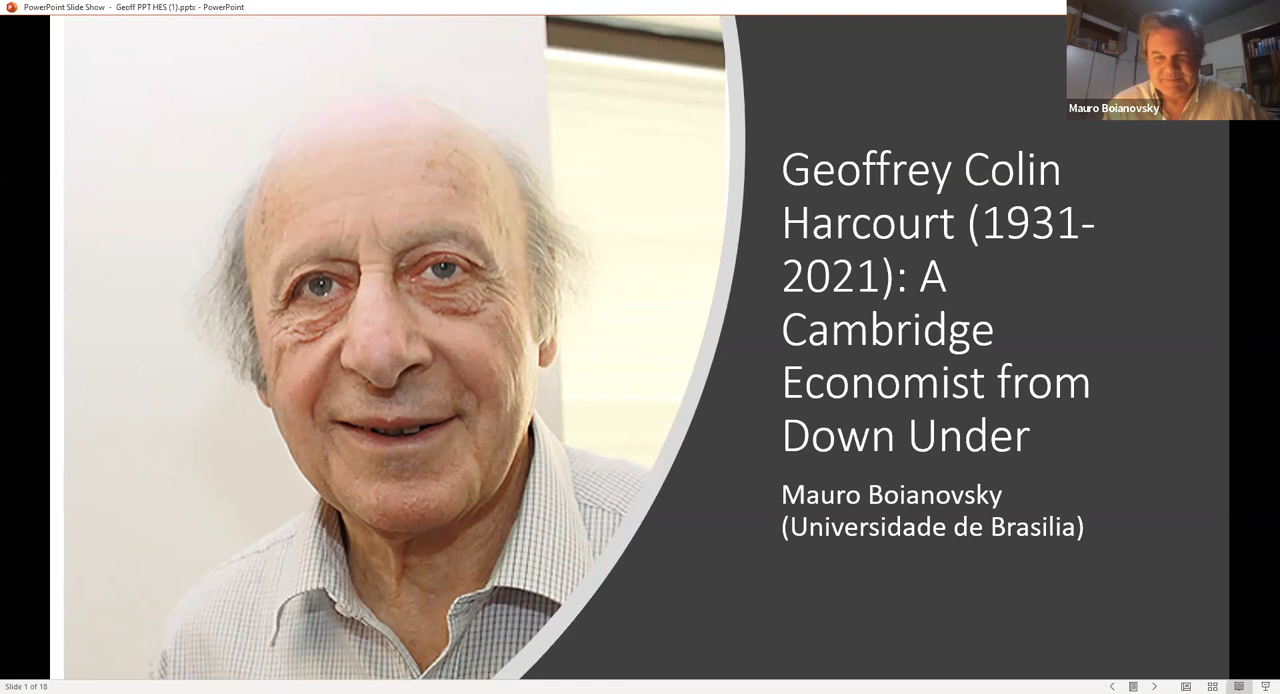 PowerPoint Slide Show - Geoff PPT HES (1).pptx - PowerPoint
Mauro Boianovsky
Geoffrey Colin
Harcourt (1931-
2021): A
Cambridge
Economist from
Down Under
Mauro Boianovsky
(Universidade de Brasilia)
Slide 1 of 18